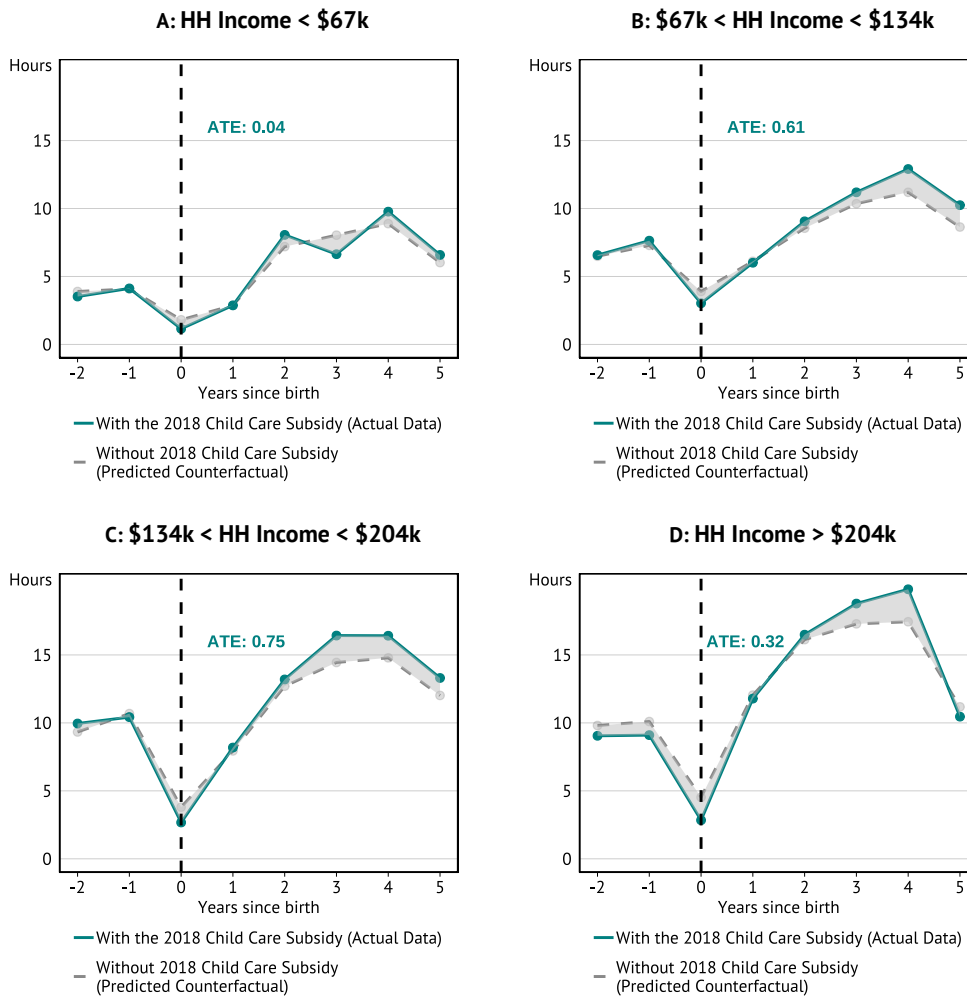 A: HH Income < $67k
Hours
ATE: 0.04
15
10
5
0
-2 -1 0 1 2 3 4 5
Years since birth
With the 2018 Child Care Subsidy (Actual Data)
Without 2018 Child Care Subsidy
(Predicted Counterfactual)
B: $67k < HH Income < $134k
Hours
ATE: 0.61
15
10
5
0
-2 -1 0 1 2 3 4 5
Years since birth
With the 2018 Child Care Subsidy (Actual Data)
Without 2018 Child Care Subsidy
(Predicted Counterfactual)
C: $134k < HH Income < $204k
Hours
ATE: 0.75
15
10
5
0
-2 -1 0 1 2 3 4 5
Years since birth
With the 2018 Child Care Subsidy (Actual Data)
Without 2018 Child Care Subsidy
(Predicted Counterfactual)
D: HH Income > $204k
Hours
ATE: 0.32
15
10
5
0
-2 -1 0 1 2 3 4 5
Years since birth
With the 2018 Child Care Subsidy (Actual Data)
Without 2018 Child Care Subsidy
(Predicted Counterfactual)